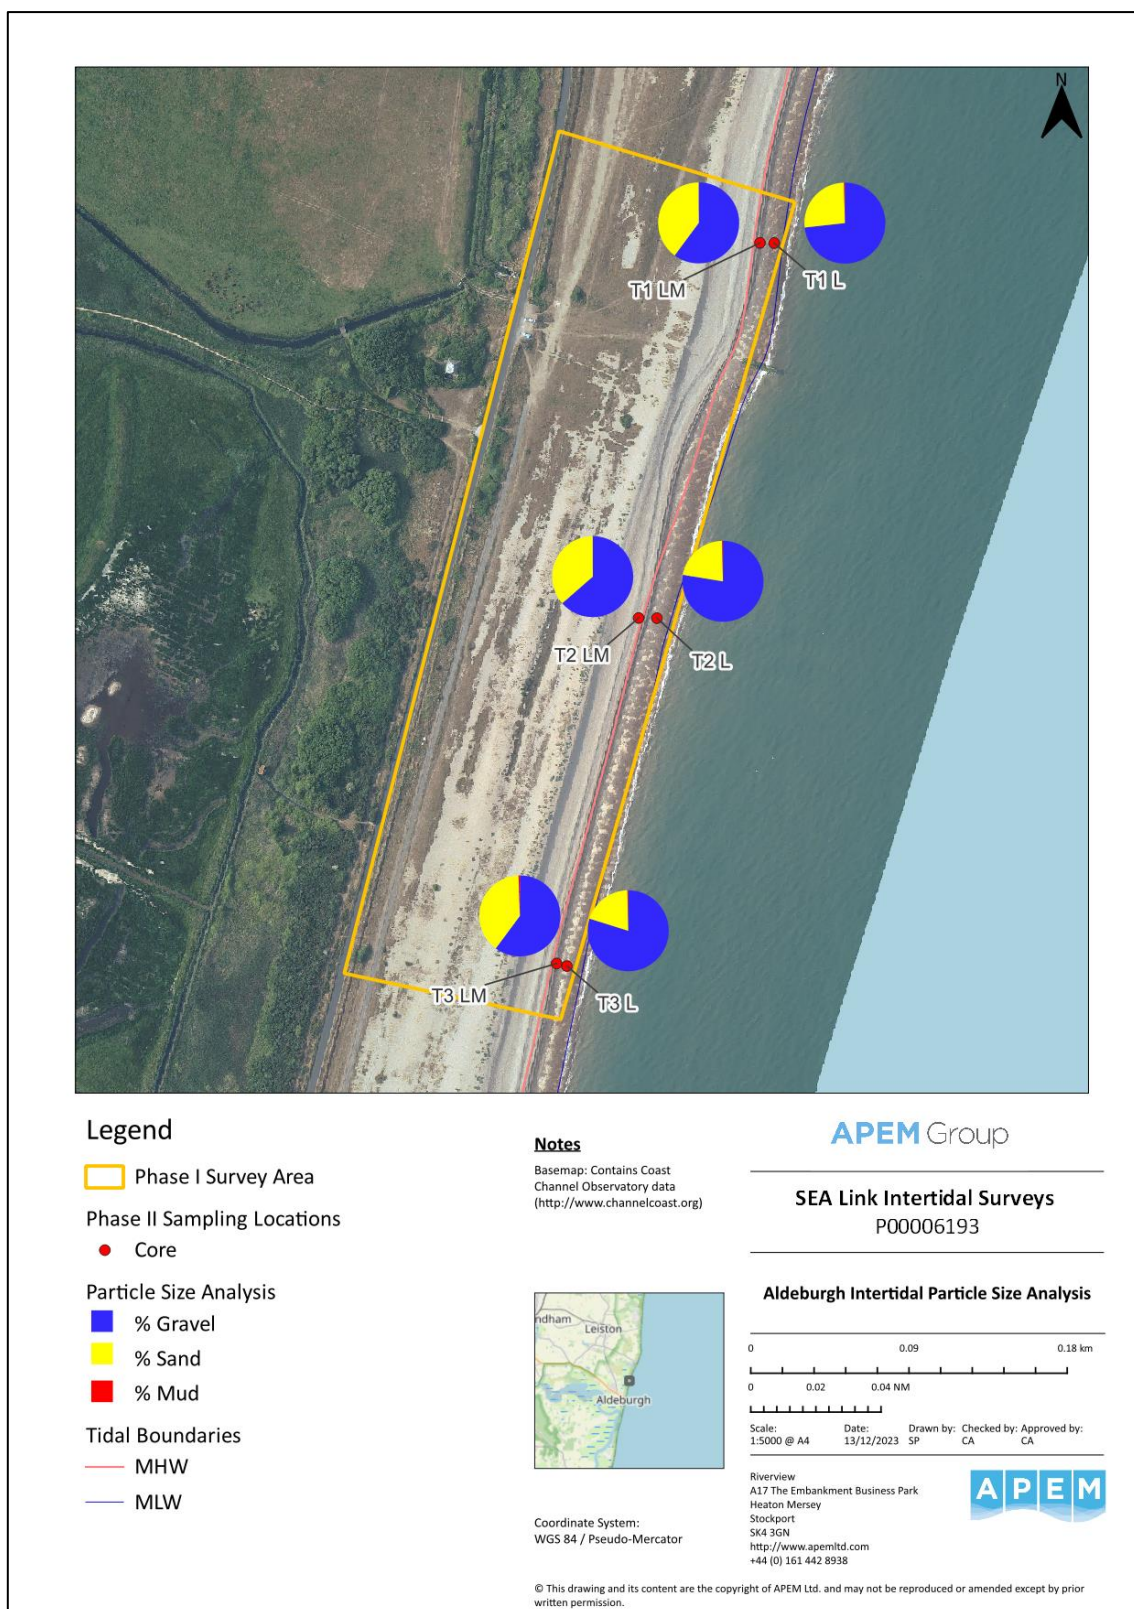 N
T1 LM
T1 L
T2 LM
T2 L
T3 LM
T3 L
Legend
Phase I Survey Area
Phase II Sampling Locations
Core
Particle Size Analysis
% Gravel
% Sand
% Mud
Tidal Boundaries
MHW
MLW
Notes
Basemap: Contains Coast
Channel Observatory data
(http://www.channelcoast.org)
ndham
Leiston
Aldeburgh
Coordinate System:
WGS 84 / Pseudo-Mercator
APEM Group
SEA Link Intertidal Surveys
P00006193
Aldeburgh Intertidal Particle Size Analysis
0 0.09 0.18 km
0 0.02 0.04 NM
Scale: Date: Drawn by: Checked by: Approved by:
1:5000 @ A4 13/12/2023 SP CA CA
Riverview
A17 The Embankment Business Park
Heaton Mersey
Stockport
SK4 3GN
http://www.apemltd.com
+44 (0) 161 442 8938
APEM
© This drawing and its content are the copyright of APEM Ltd. and may not be reproduced or amended except by prior
written permission.